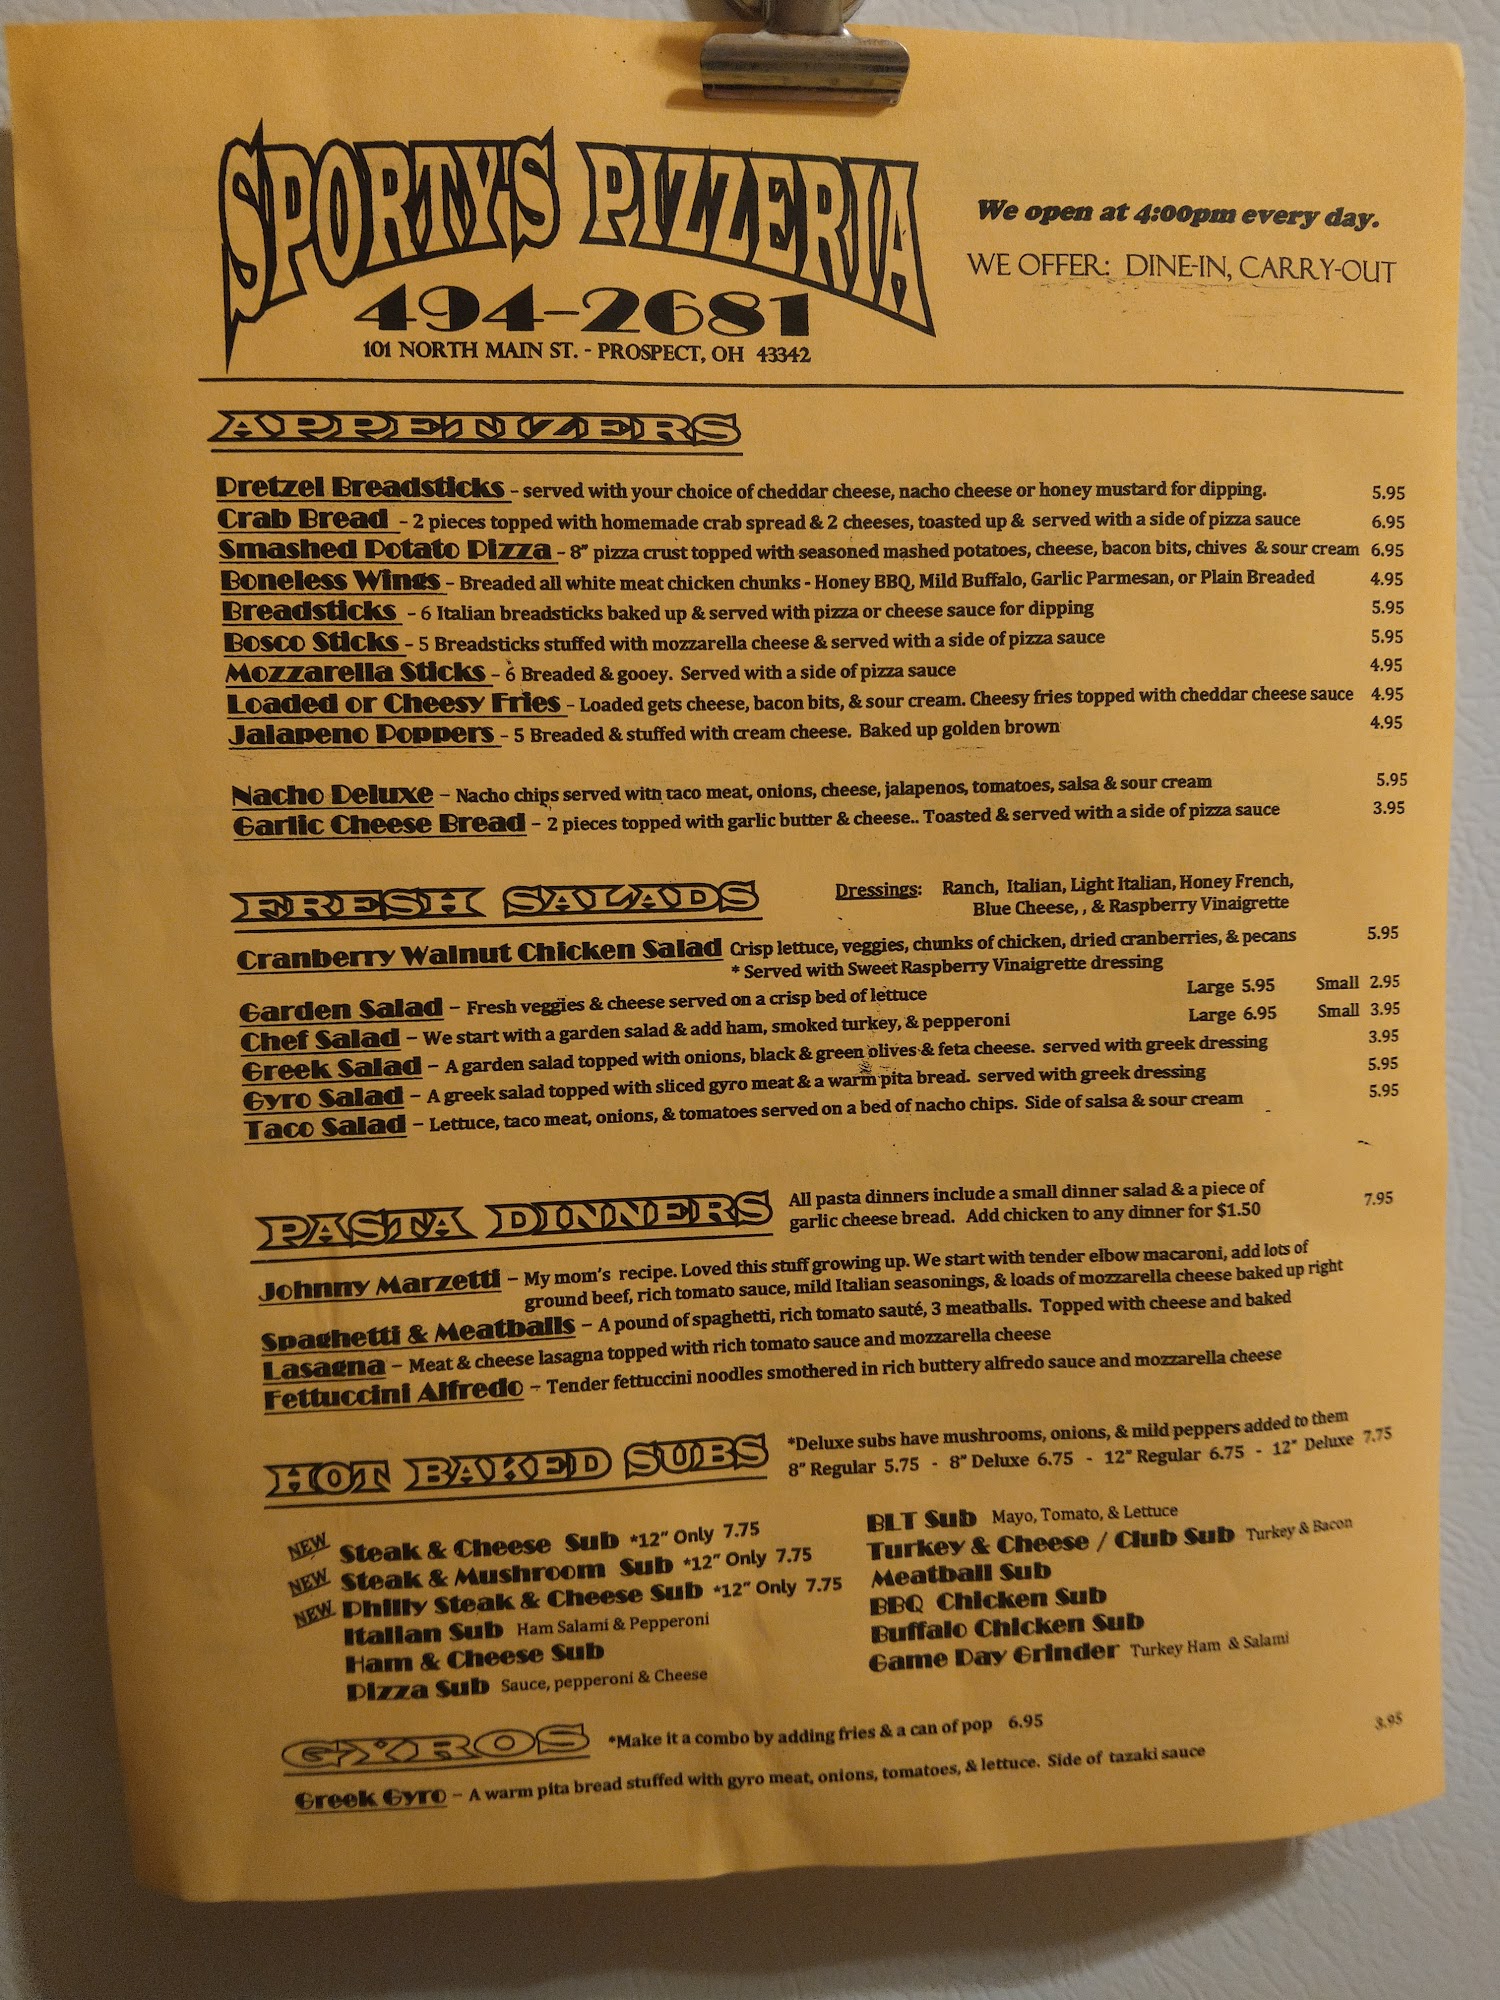 SPORTY'S PIZZERIA
494-2681
101 NORTH MAIN ST. - PROSPECT, OH 43342
We open at 4:00pm every day.
WE OFFER: DINE-IN, CARRY-OUT
APPETIZERS
Pretzel Breadsticks - served with your choice of cheddar cheese, nacho cheese or honey mustard for dipping. 5.95
Crab Bread - 2 pieces topped with homemade crab spread & 2 cheeses, toasted up & served with a side of pizza sauce 6.95
Smashed Potato Pizza - 8" pizza crust topped with seasoned mashed potatoes, cheese, bacon bits, chives & sour cream 6.95
Boneless Wings - Breaded all white meat chicken chunks - Honey BBQ, Mild Buffalo, Garlic Parmesan, or Plain Breaded 4.95
Breadsticks - 6 Italian breadsticks baked up & served with pizza or cheese sauce for dipping 5.95
Bosco Sticks - 5 Breadsticks stuffed with mozzarella cheese & served with a side of pizza sauce 5.95
Mozzarella Sticks - 6 Breaded & gooey. Served with a side of pizza sauce 4.95
Loaded or Cheesy Fries - Loaded gets cheese, bacon bits, & sour cream. Cheesy fries topped with cheddar cheese sauce 4.95
Jalapeno Poppers - 5 Breaded & stuffed with cream cheese. Baked up golden brown 4.95
Nacho Deluxe - Nacho chips served with taco meat, onions, cheese, jalapenos, tomatoes, salsa & sour cream 5.95
Garlic Cheese Bread - 2 pieces topped with garlic butter & cheese.. Toasted & served with a side of pizza sauce 3.95
FRESH SALADS
Dressings: Ranch, Italian, Light Italian, Honey French,
Blue Cheese, , & Raspberry Vinaigrette
Cranberry Walnut Chicken Salad Crisp lettuce, veggies, chunks of chicken, dried cranberries, & pecans 5.95
* Served with Sweet Raspberry Vinaigrette dressing
Garden Salad - Fresh veggies & cheese served on a crisp bed of lettuce Large 5.95 Small 2.95
Chef Salad - We start with a garden salad & add ham, smoked turkey, & pepperoni Large 6.95 Small 3.95
Greek Salad - A garden salad topped with onions, black & green olives & feta cheese. served with greek dressing 3.95
Gyro Salad - A greek salad topped with sliced gyro meat & a warm pita bread. served with greek dressing 5.95
Taco Salad - Lettuce, taco meat, onions, & tomatoes served on a bed of nacho chips. Side of salsa & sour cream 5.95
PASTA DINNERS
All pasta dinners include a small dinner salad & a piece of 7.95
garlic cheese bread. Add chicken to any dinner for $1.50
Johnny Marzetti - My mom's recipe. Loved this stuff growing up. We start with tender elbow macaroni, add lots of
ground beef, rich tomato sauce, mild Italian seasonings, & loads of mozzarella cheese baked up right
Spaghetti & Meatballs - A pound of spaghetti, rich tomato sauté, 3 meatballs. Topped with cheese and baked
Lasagna - Meat & cheese lasagna topped with rich tomato sauce and mozzarella cheese
Fettuccini Alfredo - Tender fettuccini noodles smothered in rich buttery alfredo sauce and mozzarella cheese
HOT BAKED SUBS
*Deluxe subs have mushrooms, onions, & mild peppers added to them
8" Regular 5.75 - 8" Deluxe 6.75 - 12" Regular 6.75 - 12" Deluxe 7.75
NEW Steak & Cheese Sub *12" Only 7.75
NEW Steak & Mushroom Sub *12" Only 7.75
NEW Philly Steak & Cheese Sub *12" Only 7.75
Italian Sub Ham Salami & Pepperoni
Ham & Cheese Sub
Pizza Sub Sauce, pepperoni & Cheese
BLT Sub Mayo, Tomato, & Lettuce
Turkey & Cheese / Club Sub Turkey & Bacon
Meatball Sub
BBQ Chicken Sub
Buffalo Chicken Sub
Game Day Grinder Turkey Ham & Salami
GYROS
*Make it a combo by adding fries & a can of pop 6.95
3.95
Greek Gyro - A warm pita bread stuffed with gyro meat, onions, tomatoes, & lettuce. Side of tazaki sauce